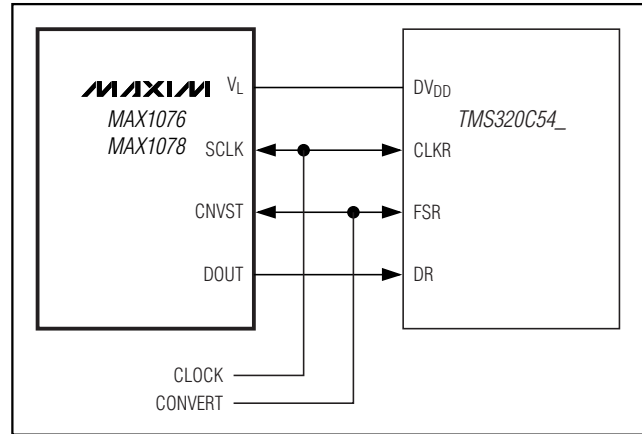 MAXIM
MAX1076
MAX1078
VL
SCLK
CNVST
DOUT
DVDD
TMS320C54_
CLKR
FSR
DR
CLOCK
CONVERT